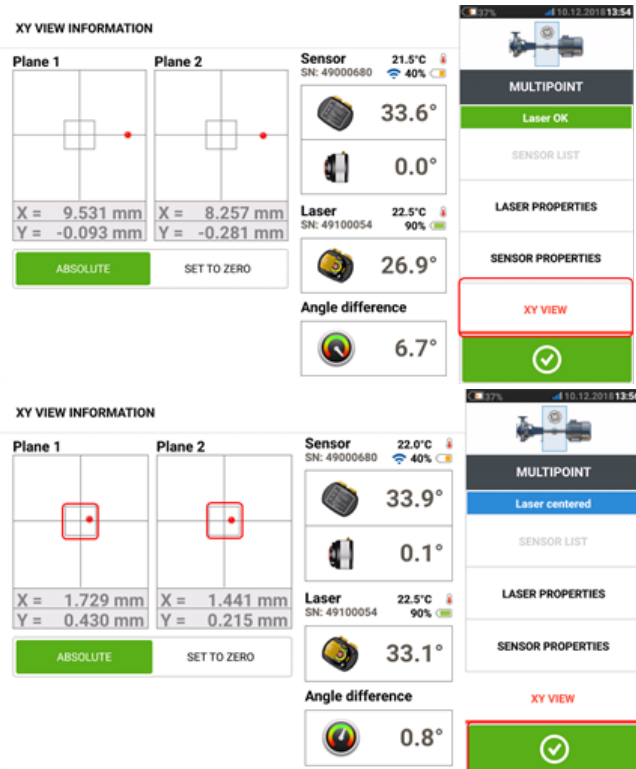 37% 10.12.2018 13:54
XY VIEW INFORMATION
Plane 1 Plane 2
Sensor 21.5°C
SN: 49000680 40%
33.6°
0.0°
X = 9.531 mm X = 8.257 mm
Y = -0.093 mm Y = -0.281 mm
ABSOLUTE SET TO ZERO
Laser 22.5°C
SN: 49100054 90%
26.9°
Angle difference
6.7°
MULTIPOINT
Laser OK
SENSOR LIST
LASER PROPERTIES
SENSOR PROPERTIES
XY VIEW
37% 10.12.2018
XY VIEW INFORMATION
Plane 1 Plane 2
Sensor 22.0°C
SN: 49000680 40%
33.9°
0.1°
X = 1.729 mm X = 1.441 mm
Y = 0.430 mm Y = 0.215 mm
ABSOLUTE SET TO ZERO
Laser 22.5°C
SN: 49100054 90%
33.1°
Angle difference
0.8°
MULTIPOINT
Laser centered
SENSOR LIST
LASER PROPERTIES
SENSOR PROPERTIES
XY VIEW